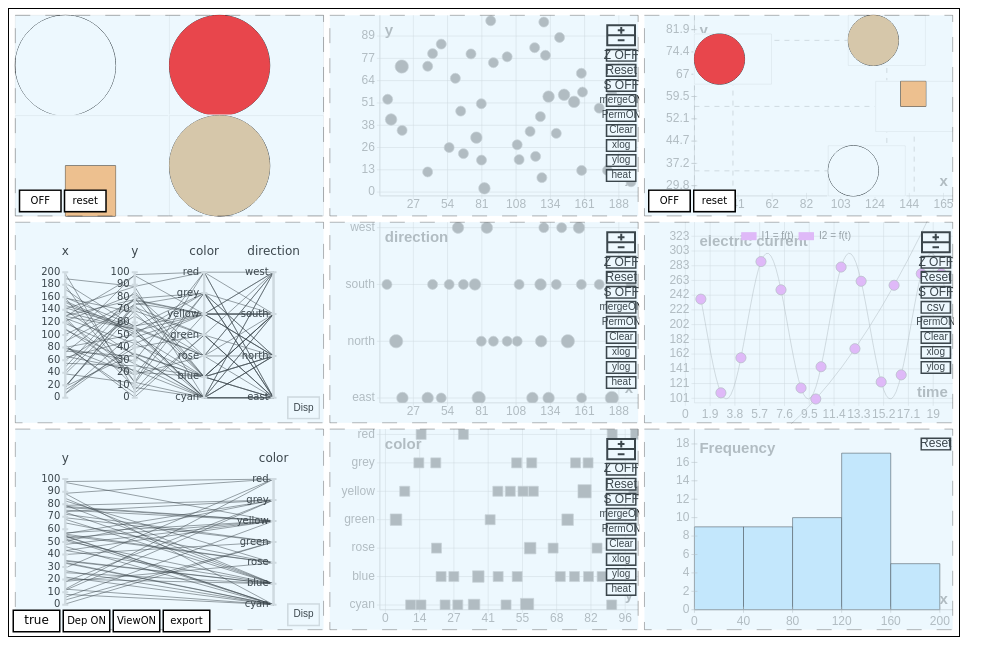 OFF
reset
y
89
77
64
51
38
26
13
0
27
54
81
108
134
161
188
+
Z OFF
Reset
S OFF
mergeON
PermON
Clear
xlog
ylog
heat
y
81.9
74.4
67
59.5
52.1
44.7
37.2
29.8
x
62
82
103
124
144
165
OFF
reset
x
y
color
direction
200
180
160
140
120
100
80
60
40
20
0
100
90
80
70
60
50
40
30
20
10
0
red
grey
yellow
green
rose
blue
cyan
west
south
north
east
Disp
direction
west
south
north
east
27
54
81
108
134
161
188
+
Z OFF
Reset
S OFF
mergeON
PermON
Clear
xlog
ylog
heat
electric current
I1 = f(t)
I2 = f(t)
323
303
283
263
242
222
202
182
162
141
121
101
0
1.9
3.8
5.7
7.6
9.5
11.4
13.3
15.2
17.1
19
time
+
Z OFF
Reset
S OFF
csv
PermON
Clear
xlog
ylog
y
color
100
90
80
70
60
50
40
30
20
10
0
red
grey
yellow
green
rose
blue
cyan
Disp
true
Dep ON
ViewON
export
color
red
grey
yellow
green
rose
blue
cyan
0
14
27
41
55
68
82
96
+
Z OFF
Reset
S OFF
mergeON
PermON
Clear
xlog
ylog
heat
Frequency
Reset
18
16
14
12
10
8
6
4
2
0
0
40
80
120
160
200
x